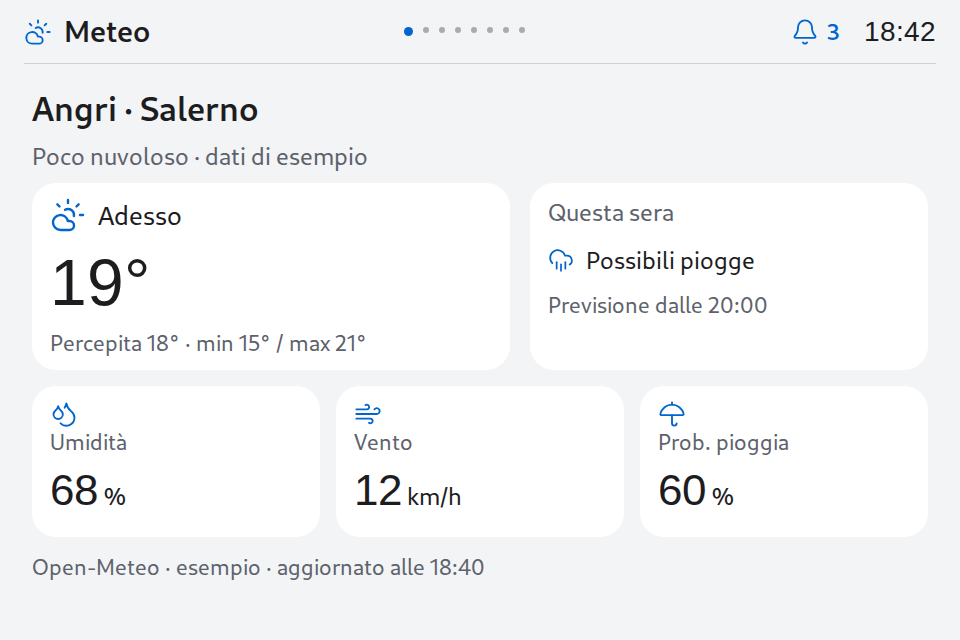 Meteo
3
18:42
Angri · Salerno
Poco nuvoloso · dati di esempio
Adesso
19°
Percepita 18° · min 15° / max 21°
Questa sera
Possibili piogge
Previsione dalle 20:00
Umidità
68 %
Vento
12 km/h
Prob. pioggia
60 %
Open-Meteo · esempio · aggiornato alle 18:40